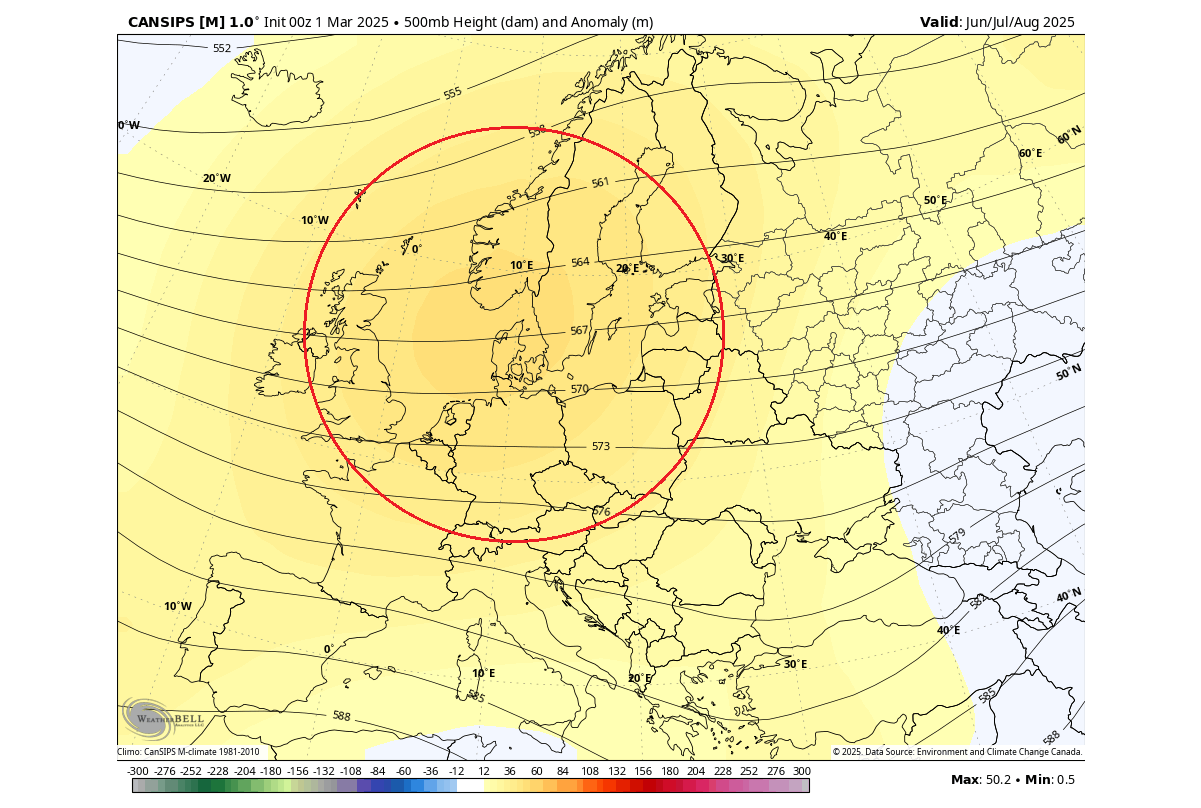 CANSIPS [M] 1.0° Init 00z 1 Mar 2025 • 500mb Height (dam) and Anomaly (m)
Valid: Jun/Jul/Aug 2025
552
555
0°W
558
60°N
60°E
20°W
561
50°E
10°W
40°E
0°
10°E
564
20°E
30°E
567
50°N
570
573
576
579
582
40°N
10°W
40°E
0°
30°E
10°E
20°E
585
585
588
588
WEATHERBELL
Analytics LLC
Climo: CanSIPS M-climate 1981-2010
© 2025. Data Source: Environment and Climate Change Canada.
-300 -276 -252 -228 -204 -180 -156 -132 -108 -84 -60 -36 -12 12 36 60 84 108 132 156 180 204 228 252 276 300
Max: 50.2 • Min: 0.5